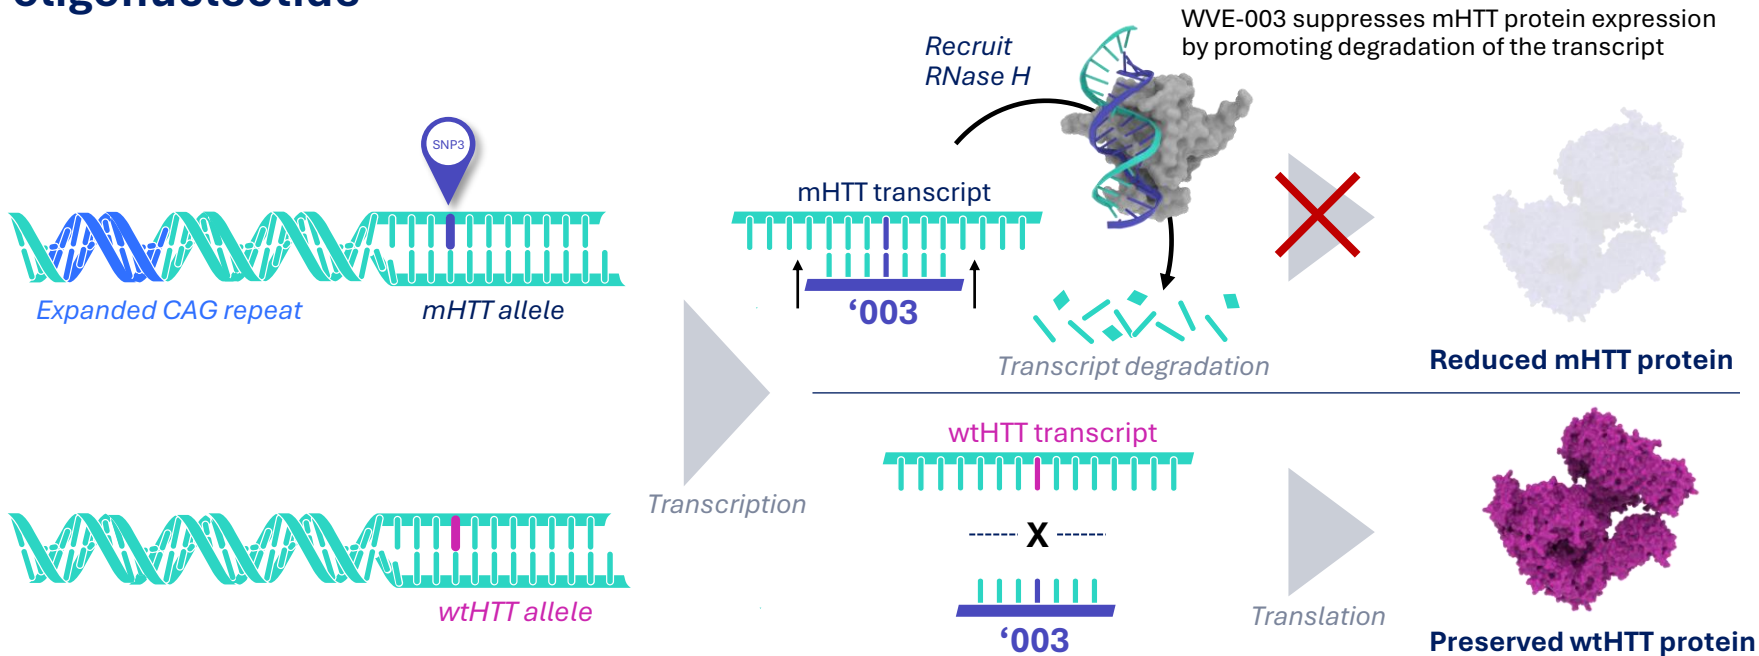 oligonucleotide
WVE-003 suppresses mHTT protein expression
by promoting degradation of the transcript
Recruit
RNase H
SNP3
mHTT transcript
Expanded CAG repeat
mHTT allele
‘003
Transcript degradation
Reduced mHTT protein
wtHTT transcript
Transcription
X
wtHTT allele
‘003
Translation
Preserved wtHTT protein